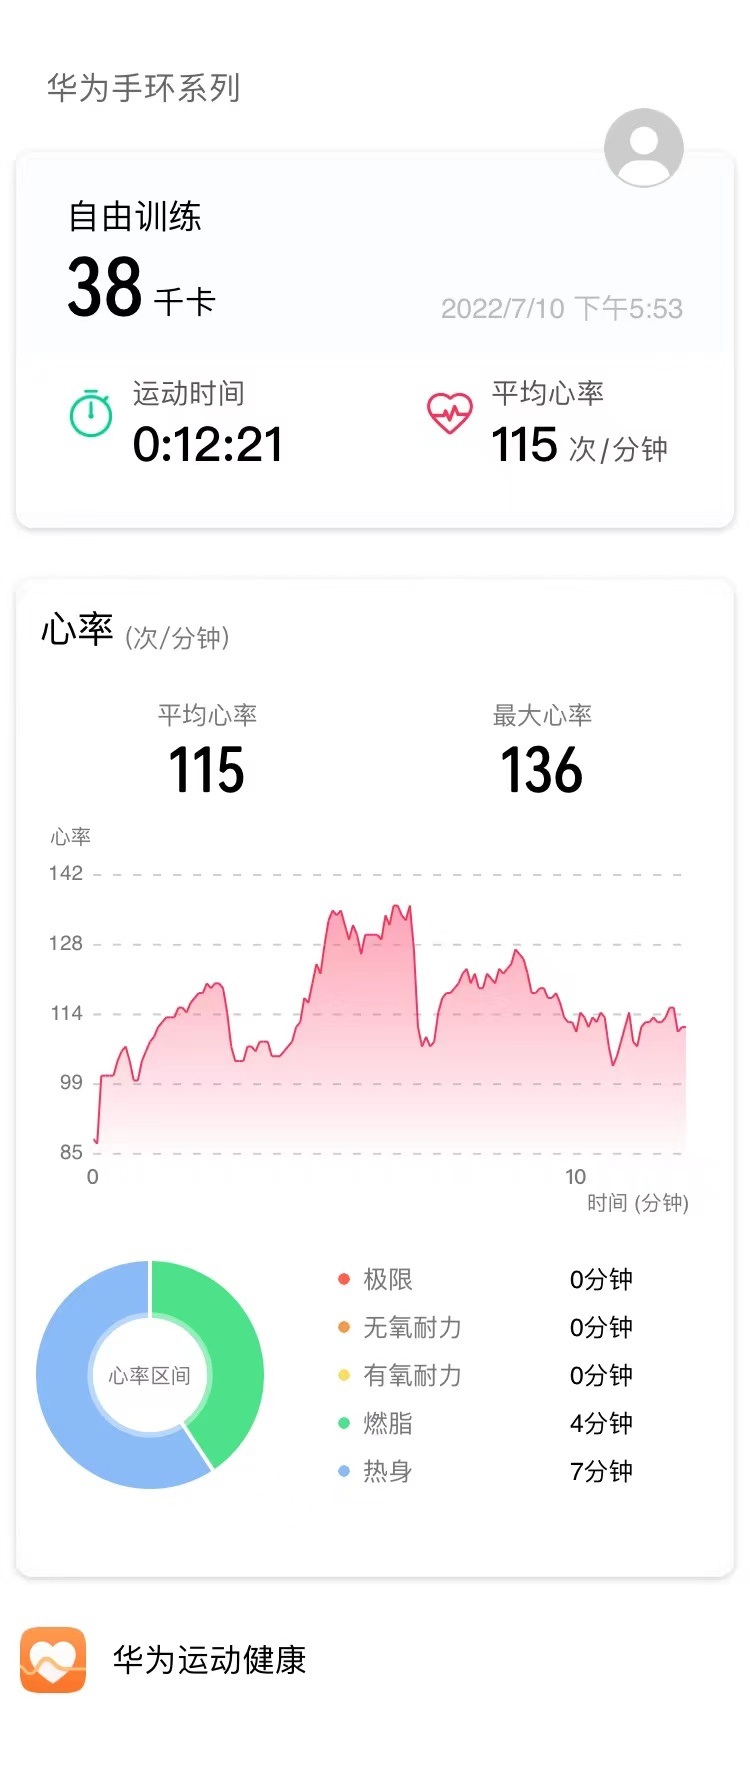 华为手环系列
自由训练
38 千卡
2022/7/10 下午5:53
运动时间
0:12:21
平均心率
115 次/分钟
心率 (次/分钟)
平均心率
115
最大心率
136
心率
142
128
114
99
85
0
10
时间 (分钟)
心率区间
极限 0分钟
无氧耐力 0分钟
有氧耐力 0分钟
燃脂 4分钟
热身 7分钟
华为运动健康